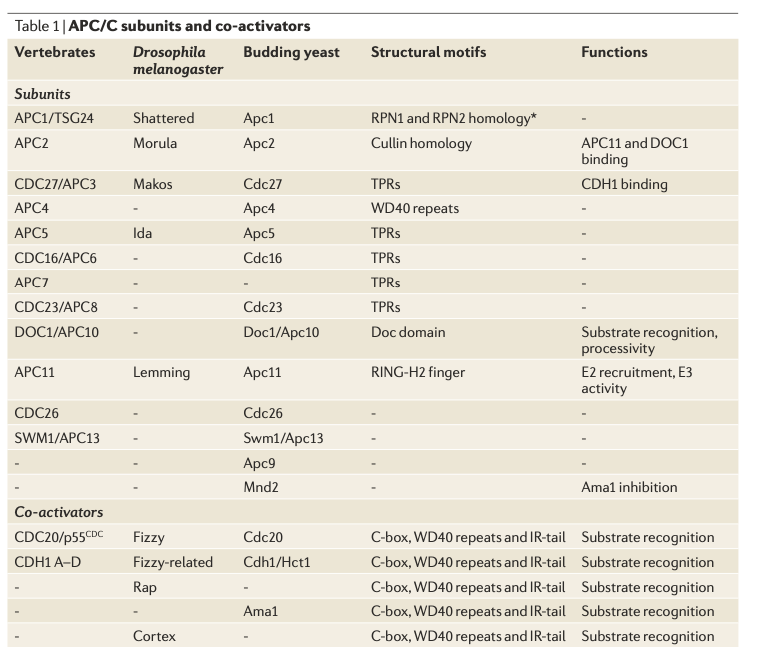 Table 1 | APC/C subunits and co-activators
Vertebrates Drosophila melanogaster Budding yeast Structural motifs Functions
Subunits
APC1/TSG24 Shattered Apc1 RPN1 and RPN2 homology* -
APC2 Morula Apc2 Cullin homology APC11 and DOC1 binding
CDC27/APC3 Makos Cdc27 TPRs CDH1 binding
APC4 - Apc4 WD40 repeats -
APC5 Ida Apc5 TPRs -
CDC16/APC6 - Cdc16 TPRs -
APC7 - - TPRs -
CDC23/APC8 - Cdc23 TPRs -
DOC1/APC10 - Doc1/Apc10 Doc domain Substrate recognition, processivity
APC11 Lemming Apc11 RING-H2 finger E2 recruitment, E3 activity
CDC26 - Cdc26 - -
SWM1/APC13 - Swm1/Apc13 - -
- - Apc9 - -
- - Mnd2 - Ama1 inhibition
Co-activators
CDC20/p55CDC Fizzy Cdc20 C-box, WD40 repeats and IR-tail Substrate recognition
CDH1 A–D Fizzy-related Cdh1/Hct1 C-box, WD40 repeats and IR-tail Substrate recognition
- Rap - C-box, WD40 repeats and IR-tail Substrate recognition
- - Ama1 C-box, WD40 repeats and IR-tail Substrate recognition
- Cortex - C-box, WD40 repeats and IR-tail Substrate recognition